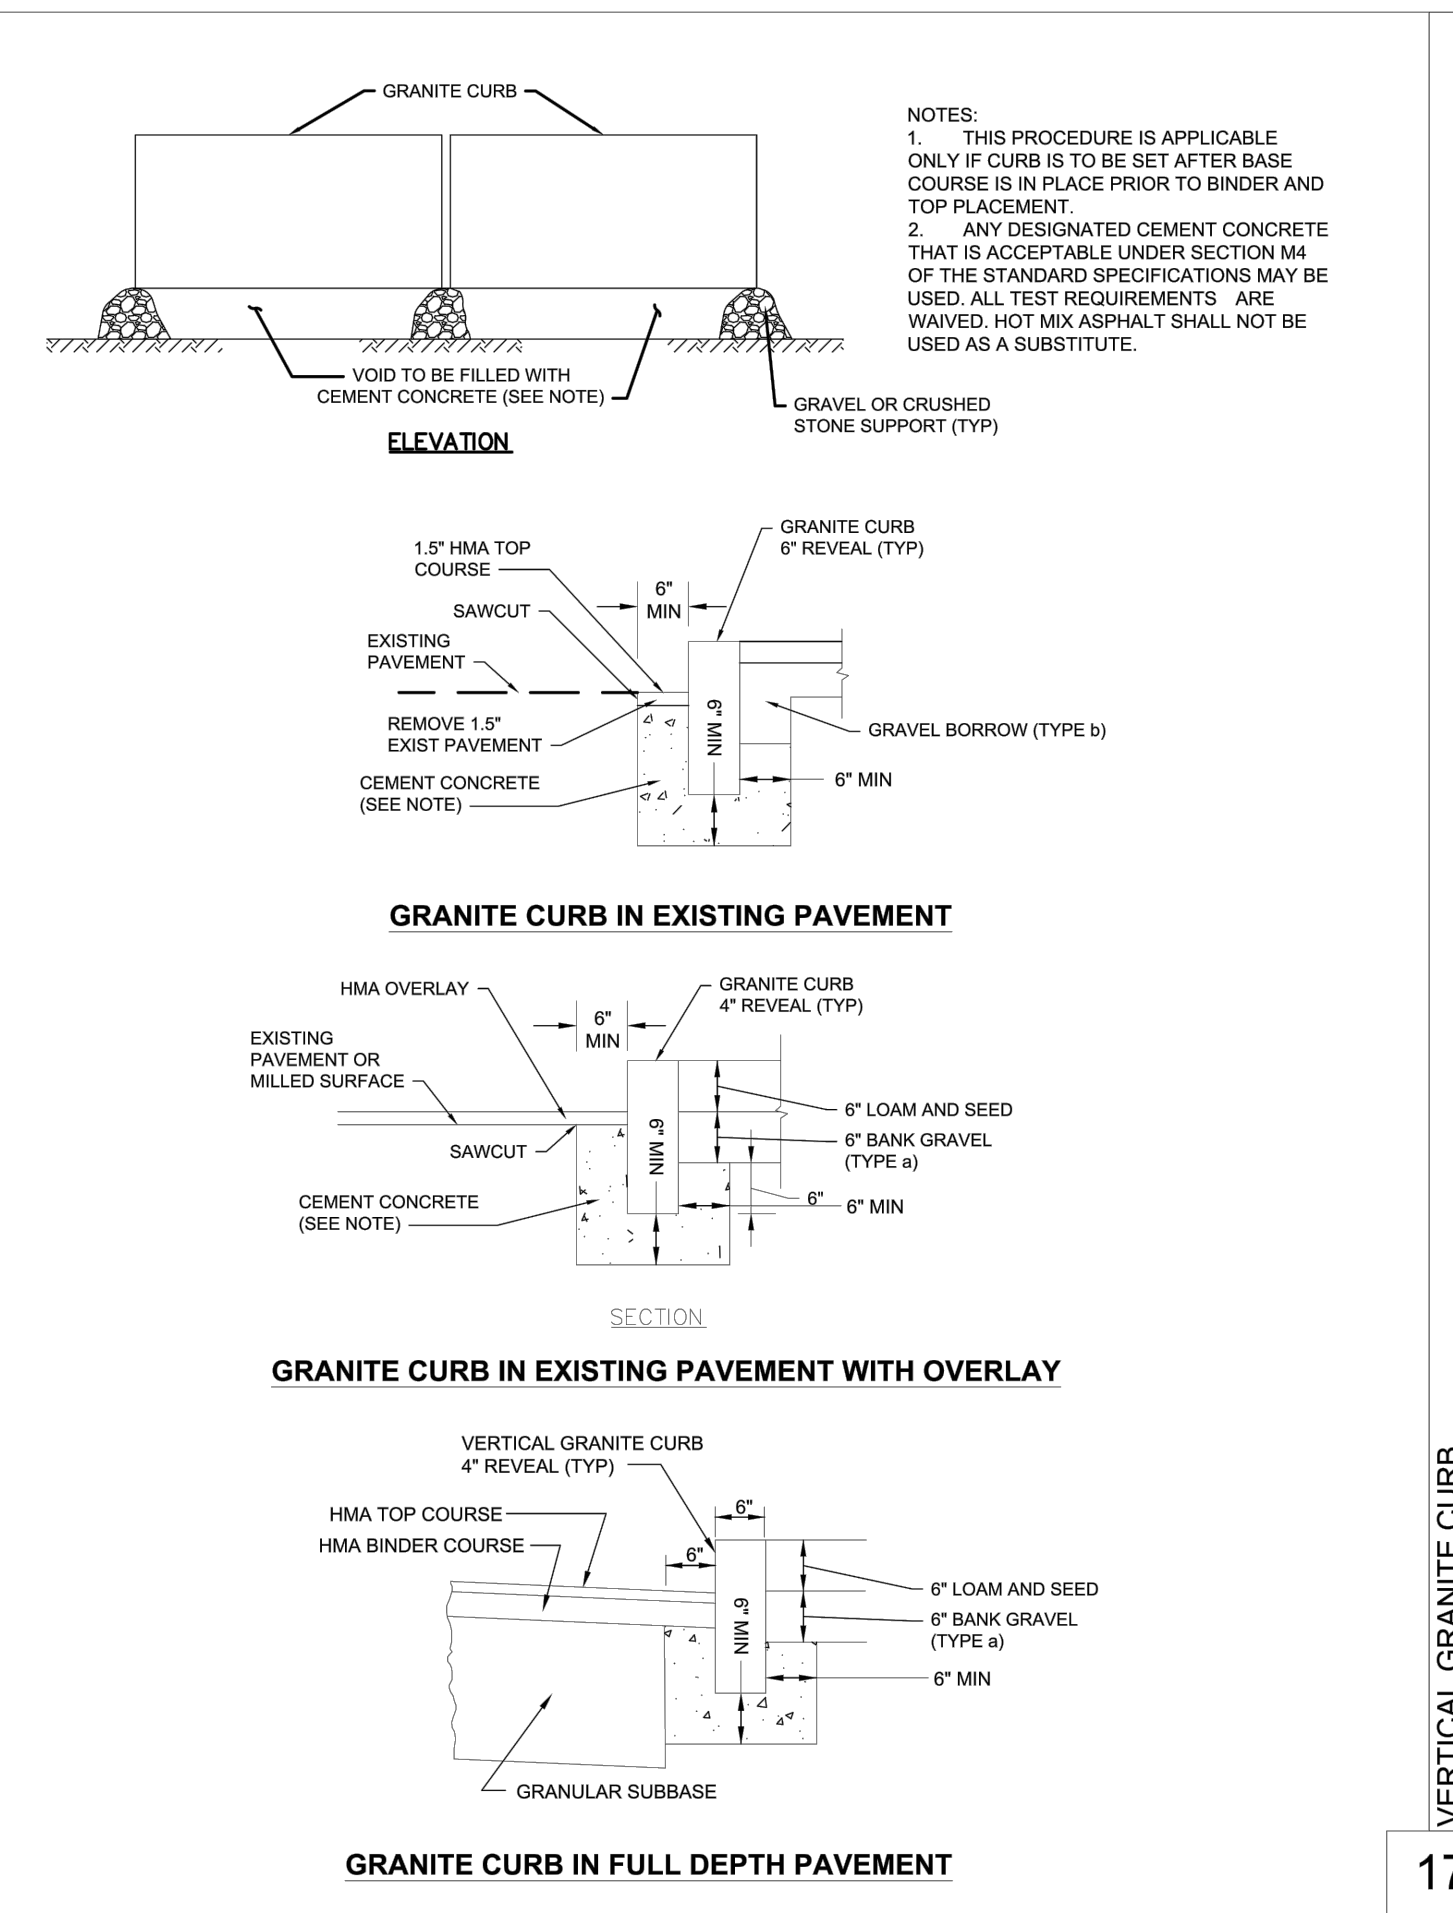 GRANITE CURB
NOTES:
1. THIS PROCEDURE IS APPLICABLE
ONLY IF CURB IS TO BE SET AFTER BASE
COURSE IS IN PLACE PRIOR TO BINDER AND
TOP PLACEMENT.
2. ANY DESIGNATED CEMENT CONCRETE
THAT IS ACCEPTABLE UNDER SECTION M4
OF THE STANDARD SPECIFICATIONS MAY BE
USED. ALL TEST REQUIREMENTS ARE
WAIVED. HOT MIX ASPHALT SHALL NOT BE
USED AS A SUBSTITUTE.
VOID TO BE FILLED WITH
CEMENT CONCRETE (SEE NOTE)
GRAVEL OR CRUSHED
STONE SUPPORT (TYP)
ELEVATION
GRANITE CURB
6" REVEAL (TYP)
1.5" HMA TOP
COURSE
6"
MIN
SAWCUT
EXISTING
PAVEMENT
6" MIN
REMOVE 1.5"
EXIST PAVEMENT
GRAVEL BORROW (TYPE b)
CEMENT CONCRETE
(SEE NOTE)
6" MIN
GRANITE CURB IN EXISTING PAVEMENT
HMA OVERLAY
GRANITE CURB
4" REVEAL (TYP)
6"
MIN
EXISTING
PAVEMENT OR
MILLED SURFACE
6" LOAM AND SEED
6" MIN
6" BANK GRAVEL
(TYPE a)
SAWCUT
CEMENT CONCRETE
(SEE NOTE)
6"
6" MIN
SECTION
GRANITE CURB IN EXISTING PAVEMENT WITH OVERLAY
VERTICAL GRANITE CURB
4" REVEAL (TYP)
6"
HMA TOP COURSE
HMA BINDER COURSE
6"
6" LOAM AND SEED
6" MIN
6" BANK GRAVEL
(TYPE a)
6" MIN
GRANULAR SUBBASE
GRANITE CURB IN FULL DEPTH PAVEMENT
VERTICAL GRANITE CURB
17